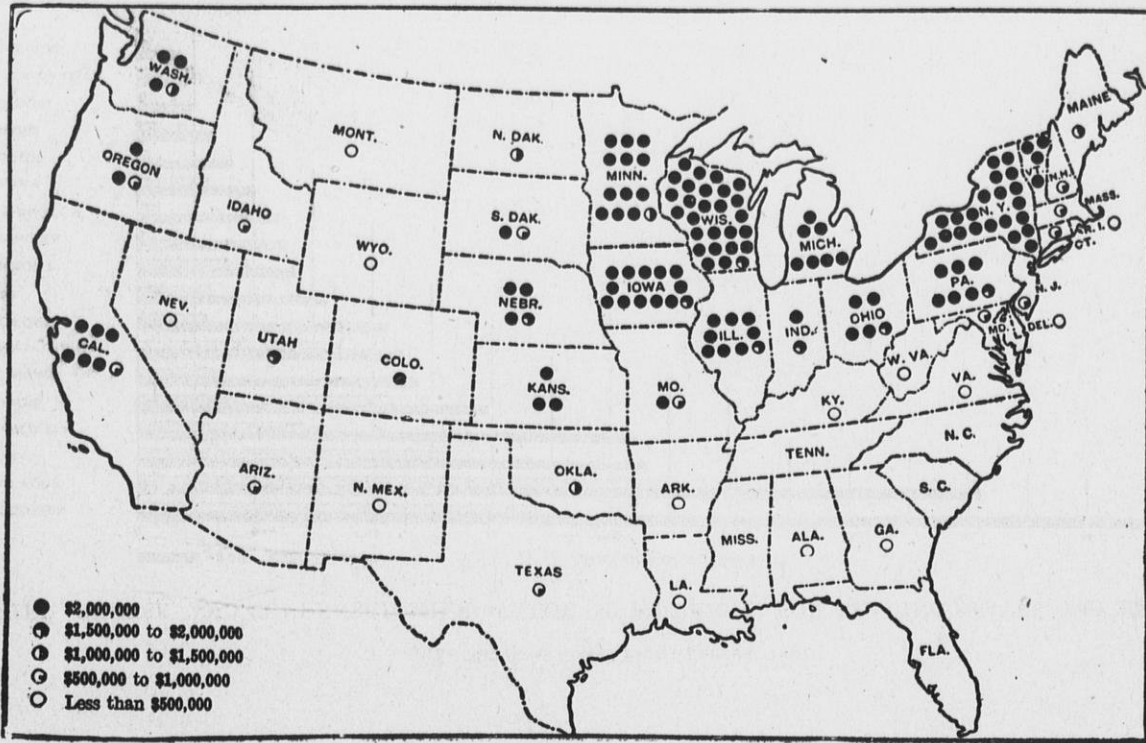 WASH.
MONT.
N. DAK.
MINN.
MAINE
OREGON
IDAHO
WYO.
S. DAK.
WIS.
MICH.
N. Y.
VT.
N.H.
MASS.
R. I.
CT.
NEV.
NEBR.
IOWA
PA.
N. J.
CAL.
UTAH
COLO.
KANS.
MO.
ILL.
IND.
OHIO
W. VA.
MD.
DEL.
VA.
KY.
ARIZ.
N. MEX.
OKLA.
ARK.
TENN.
N. C.
S. C.
TEXAS
LA.
MISS.
ALA.
GA.
FLA.
$2,000,000
$1,500,000 to $2,000,000
$1,000,000 to $1,500,000
$500,000 to $1,000,000
Less than $500,000